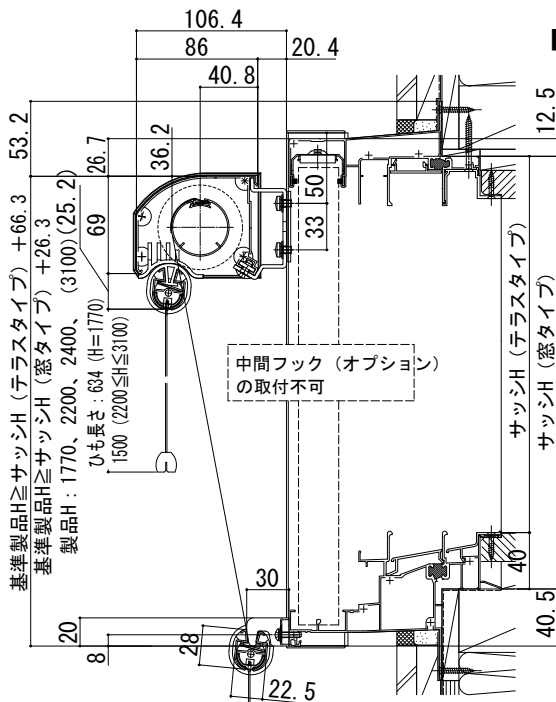 106.4
86
20.4
40.8
12.5
53.2
26.7
36.2
50
33
69
(25.2)
基準製品H≧サッシH(テラスタイプ)+66.3
基準製品H≧サッシH(窓タイプ)+26.3
製品H:1770、2200、2400、(3100)
ひも長さ:634(H=1770)
1500(2200≦H≦3100)
中間フック(オプション)
の取付不可
サッシH(テラスタイプ)
サッシH(窓タイプ)
30
40
40.5
20
8
28
22.5